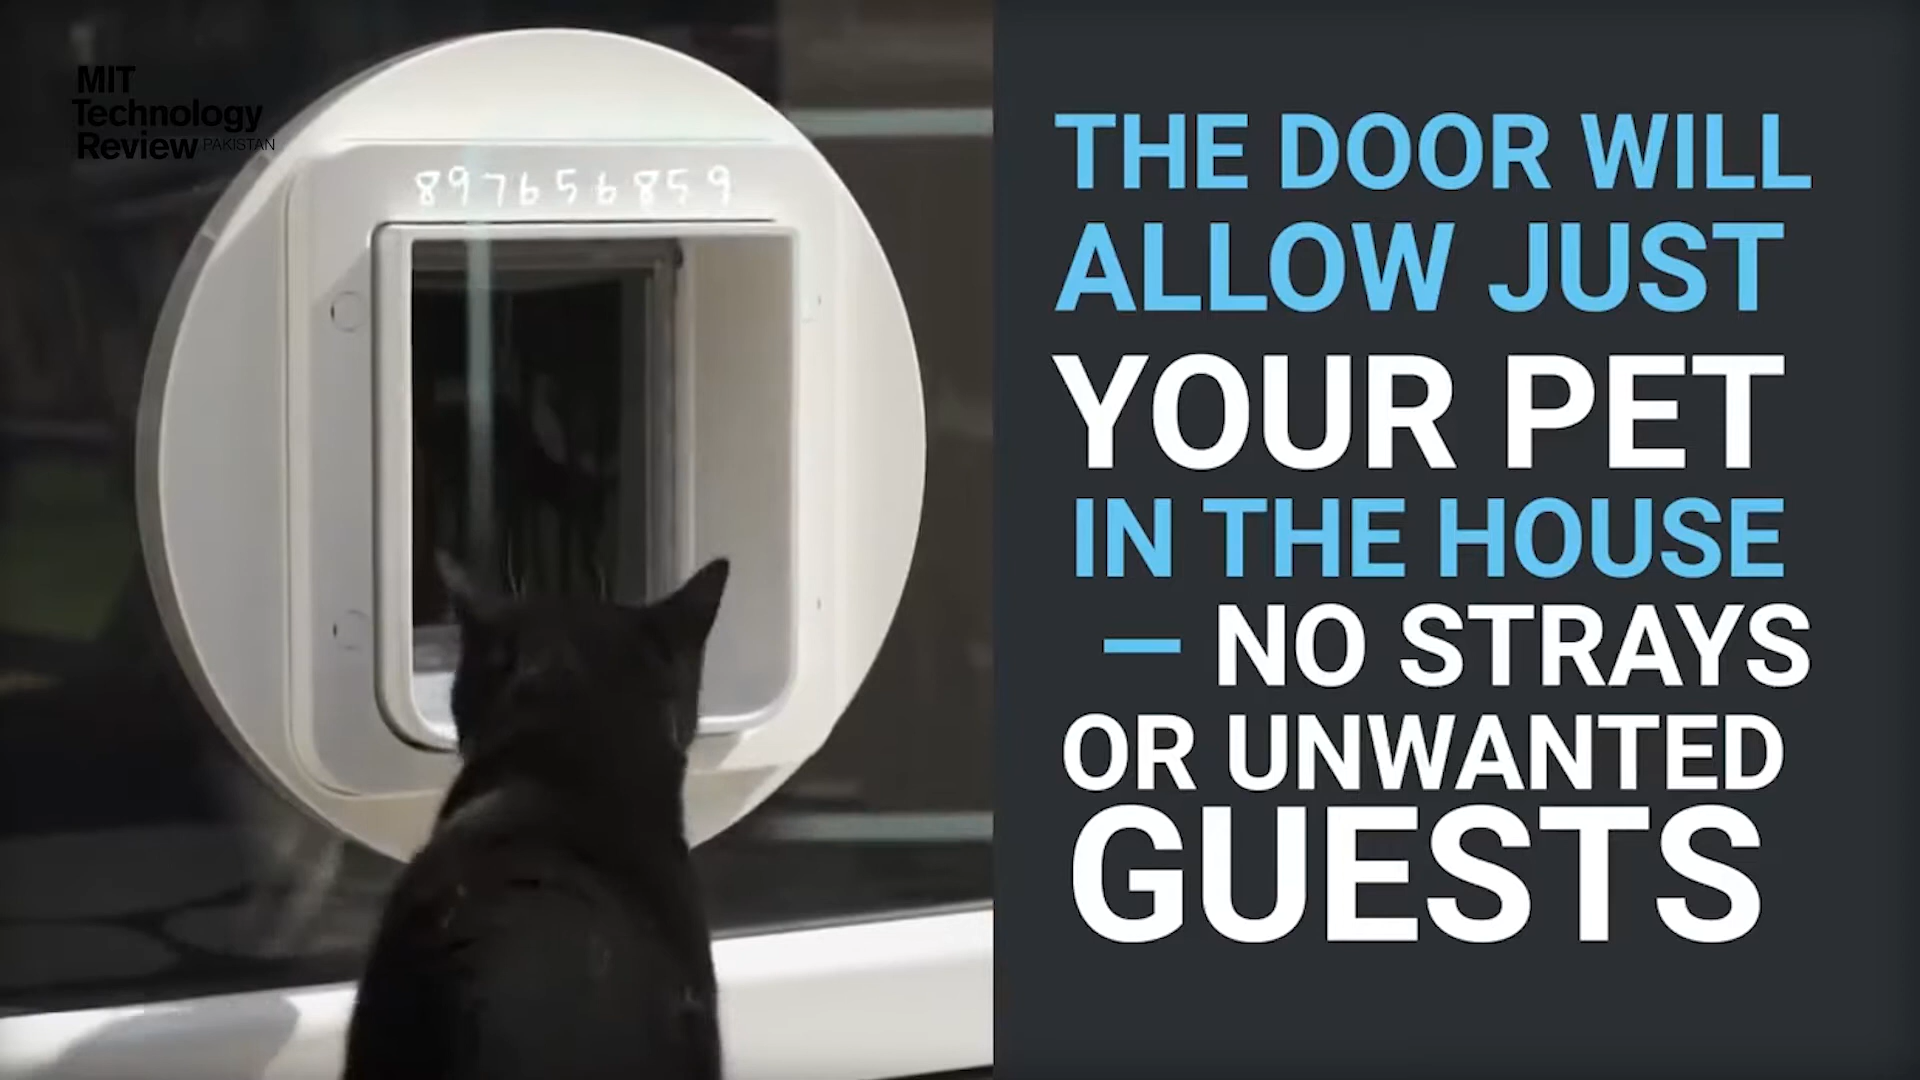 MIT
Technology
Review PAKISTAN
897656859
THE DOOR WILL
ALLOW JUST
YOUR PET
IN THE HOUSE
— NO STRAYS
OR UNWANTED
GUESTS